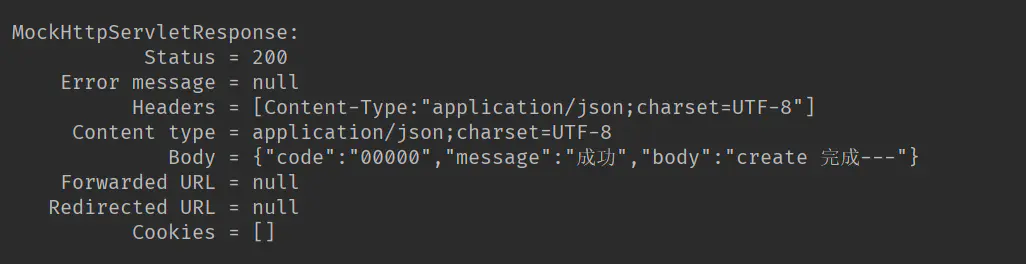 MockHttpServletResponse:
Status = 200
Error message = null
Headers = [Content-Type:"application/json;charset=UTF-8"]
Content type = application/json;charset=UTF-8
Body = {"code":"00000","message":"成功","body":"create 完成---"}
Forwarded URL = null
Redirected URL = null
Cookies = []